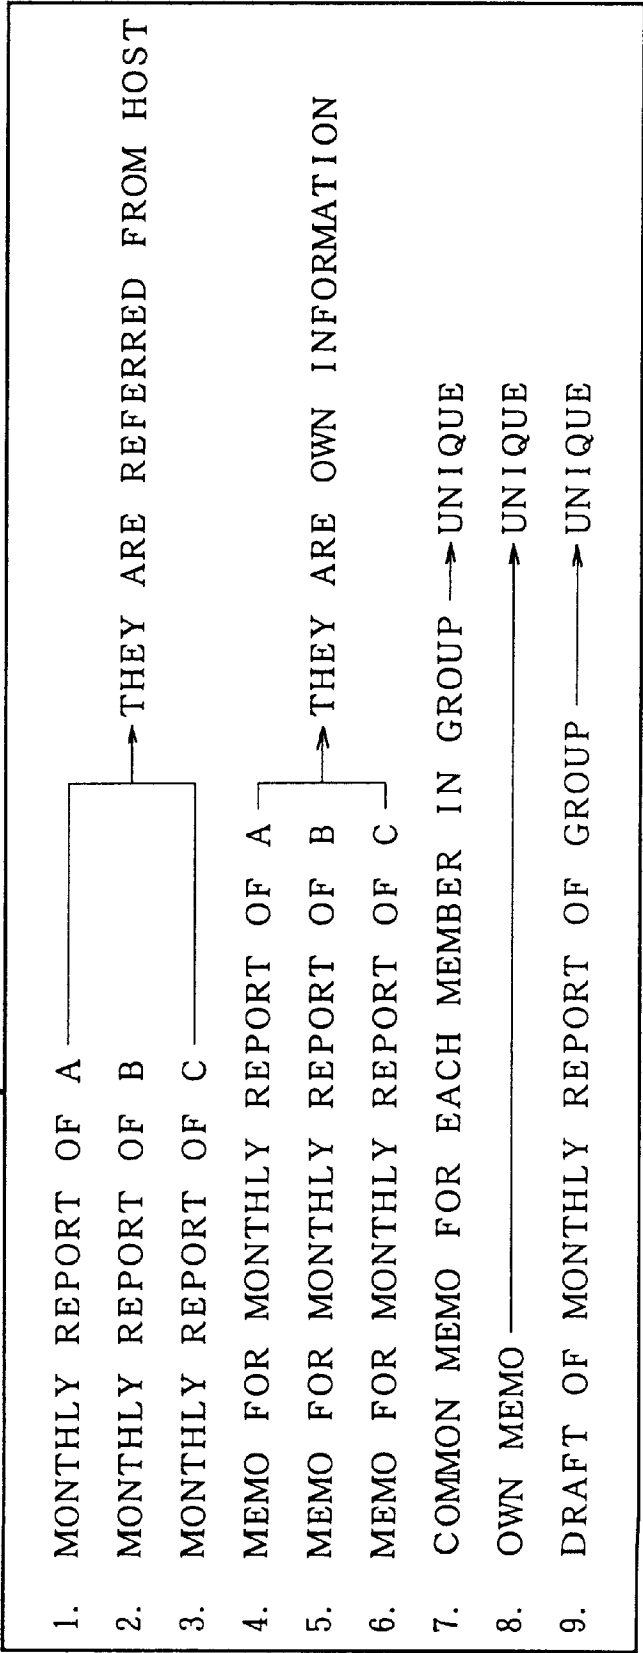 1. MONTHLY REPORT OF A
2. MONTHLY REPORT OF B → THEY ARE REFERRED FROM HOST
3. MONTHLY REPORT OF C
4. MEMO FOR MONTHLY REPORT OF A
5. MEMO FOR MONTHLY REPORT OF B → THEY ARE OWN INFORMATION
6. MEMO FOR MONTHLY REPORT OF C
7. COMMON MEMO FOR EACH MEMBER IN GROUP → UNIQUE
8. OWN MEMO → UNIQUE
9. DRAFT OF MONTHLY REPORT OF GROUP → UNIQUE